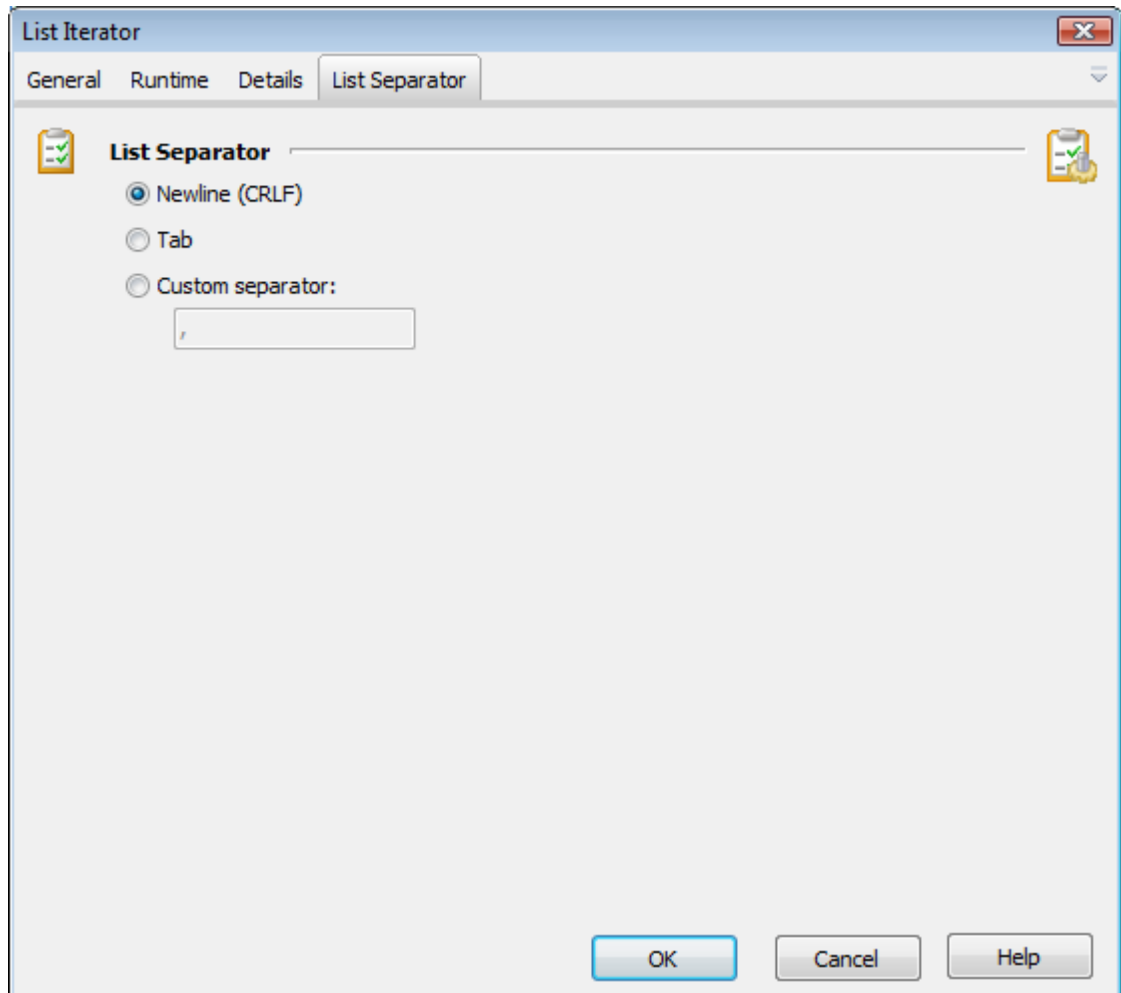 List Iterator
General Runtime Details List Separator
List Separator
Newline (CRLF)
Tab
Custom separator:
,
OK Cancel Help